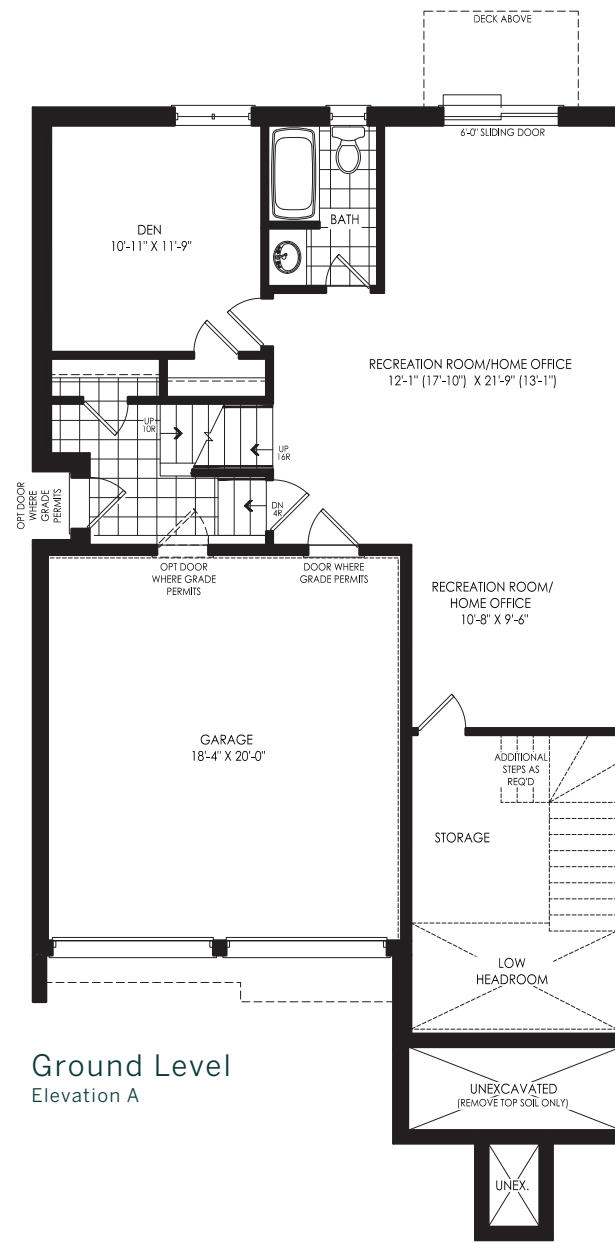 DECK ABOVE
6'-0" SLIDING DOOR
BATH
DEN
10'-11" X 11'-9"
RECREATION ROOM/HOME OFFICE
12'-1" (17'-10") X 21'-9" (13'-1")
UP
10R
UP
16R
OPT DOOR
WHERE
GRADE
PERMITS
DN
4R
OPT DOOR
WHERE GRADE
PERMITS
DOOR WHERE
GRADE PERMITS
RECREATION ROOM/
HOME OFFICE
10'-8" X 9'-6"
GARAGE
18'-4" X 20'-0"
ADDITIONAL
STEPS AS
REQ'D
STORAGE
LOW
HEADROOM
Ground Level
Elevation A
UNEXCAVATED
(REMOVE TOP SOIL ONLY)
UNEX.